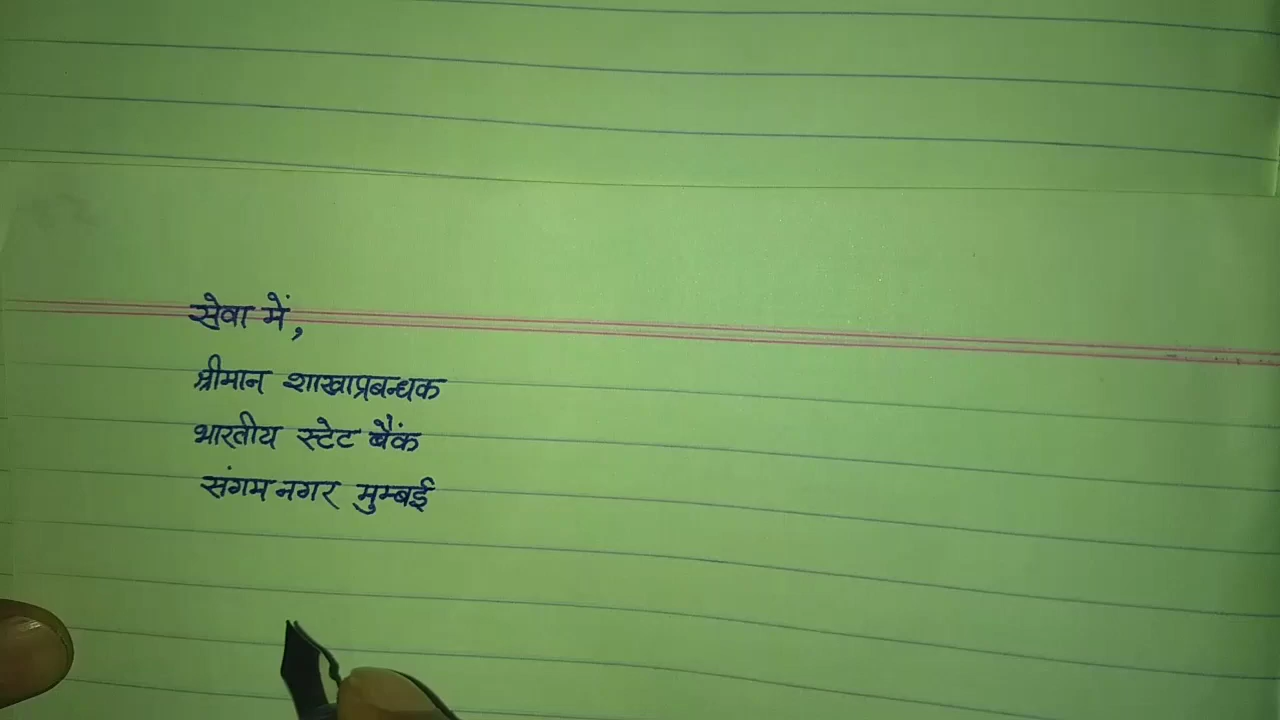 सेवा में,
श्रीमान शाखाप्रबन्धक
भारतीय स्टेट बैंक
संगम नगर मुम्बई